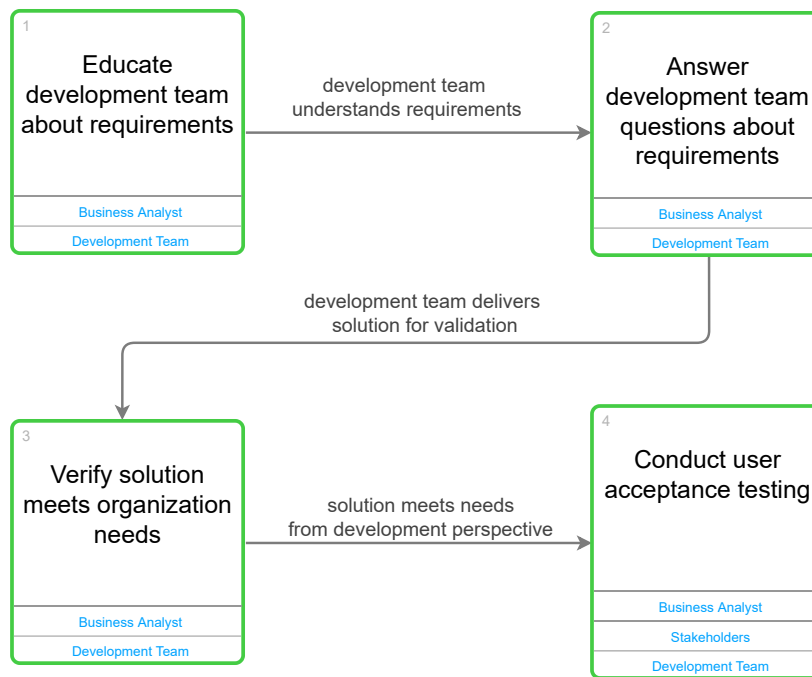 1
Educate
development team
about requirements
Business Analyst
Development Team
development team
understands requirements
2
Answer
development team
questions about
requirements
Business Analyst
Development Team
development team delivers
solution for validation
3
Verify solution
meets organization
needs
Business Analyst
Development Team
solution meets needs
from development perspective
4
Conduct user
acceptance testing
Business Analyst
Stakeholders
Development Team